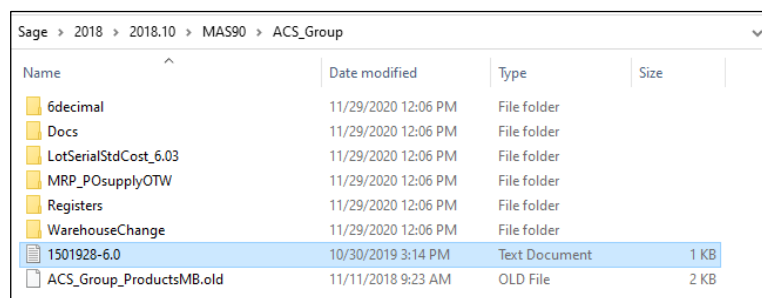 Sage > 2018 > 2018.10 > MAS90 > ACS_Group
Name Date modified Type Size
6decimal 11/29/2020 12:06 PM File folder
Docs 11/29/2020 12:06 PM File folder
LotSerialStdCost_6.03 11/29/2020 12:06 PM File folder
MRP_POsupplyOTW 11/29/2020 12:06 PM File folder
Registers 11/29/2020 12:06 PM File folder
WarehouseChange 11/29/2020 12:06 PM File folder
1501928-6.0 10/30/2019 3:14 PM Text Document 1 KB
ACS_Group_ProductsMB.old 11/11/2018 9:23 AM OLD File 2 KB